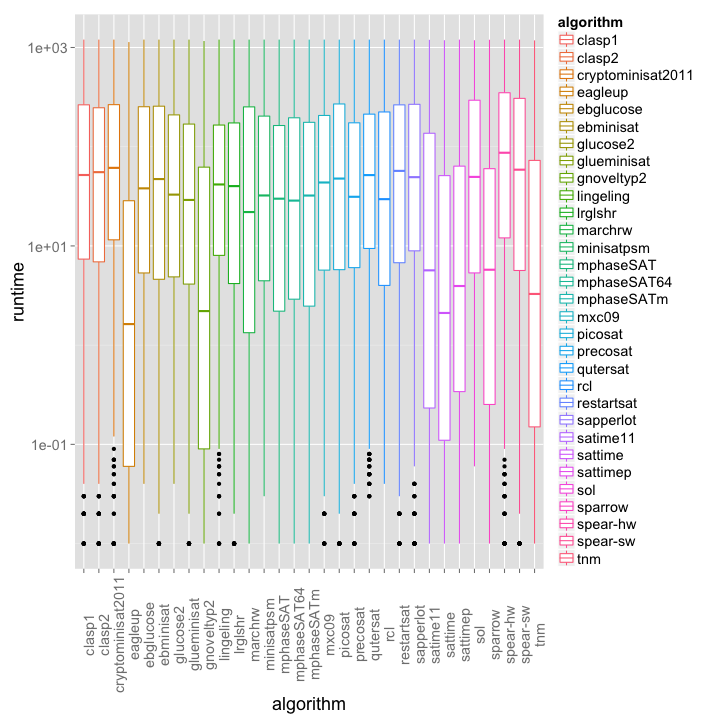 1e+03
1e+01
1e-01
runtime
clasp1
clasp2
cryptominisat2011
eagleup
ebglucose
ebminisat
glucose2
glueminisat
gnoveltyp2
lingeling
lrglshr
marchrw
minisatpsm
mphaseSAT
mphaseSAT64
mphaseSATm
mxc09
picosat
precosat
qutersat
rcl
restartsat
sapperlot
satime11
sattime
sattimep
sol
sparrow
spear-hw
spear-sw
tnm
algorithm
algorithm
clasp1
clasp2
cryptominisat2011
eagleup
ebglucose
ebminisat
glucose2
glueminisat
gnoveltyp2
lingeling
lrglshr
marchrw
minisatpsm
mphaseSAT
mphaseSAT64
mphaseSATm
mxc09
picosat
precosat
qutersat
rcl
restartsat
sapperlot
satime11
sattime
sattimep
sol
sparrow
spear-hw
spear-sw
tnm